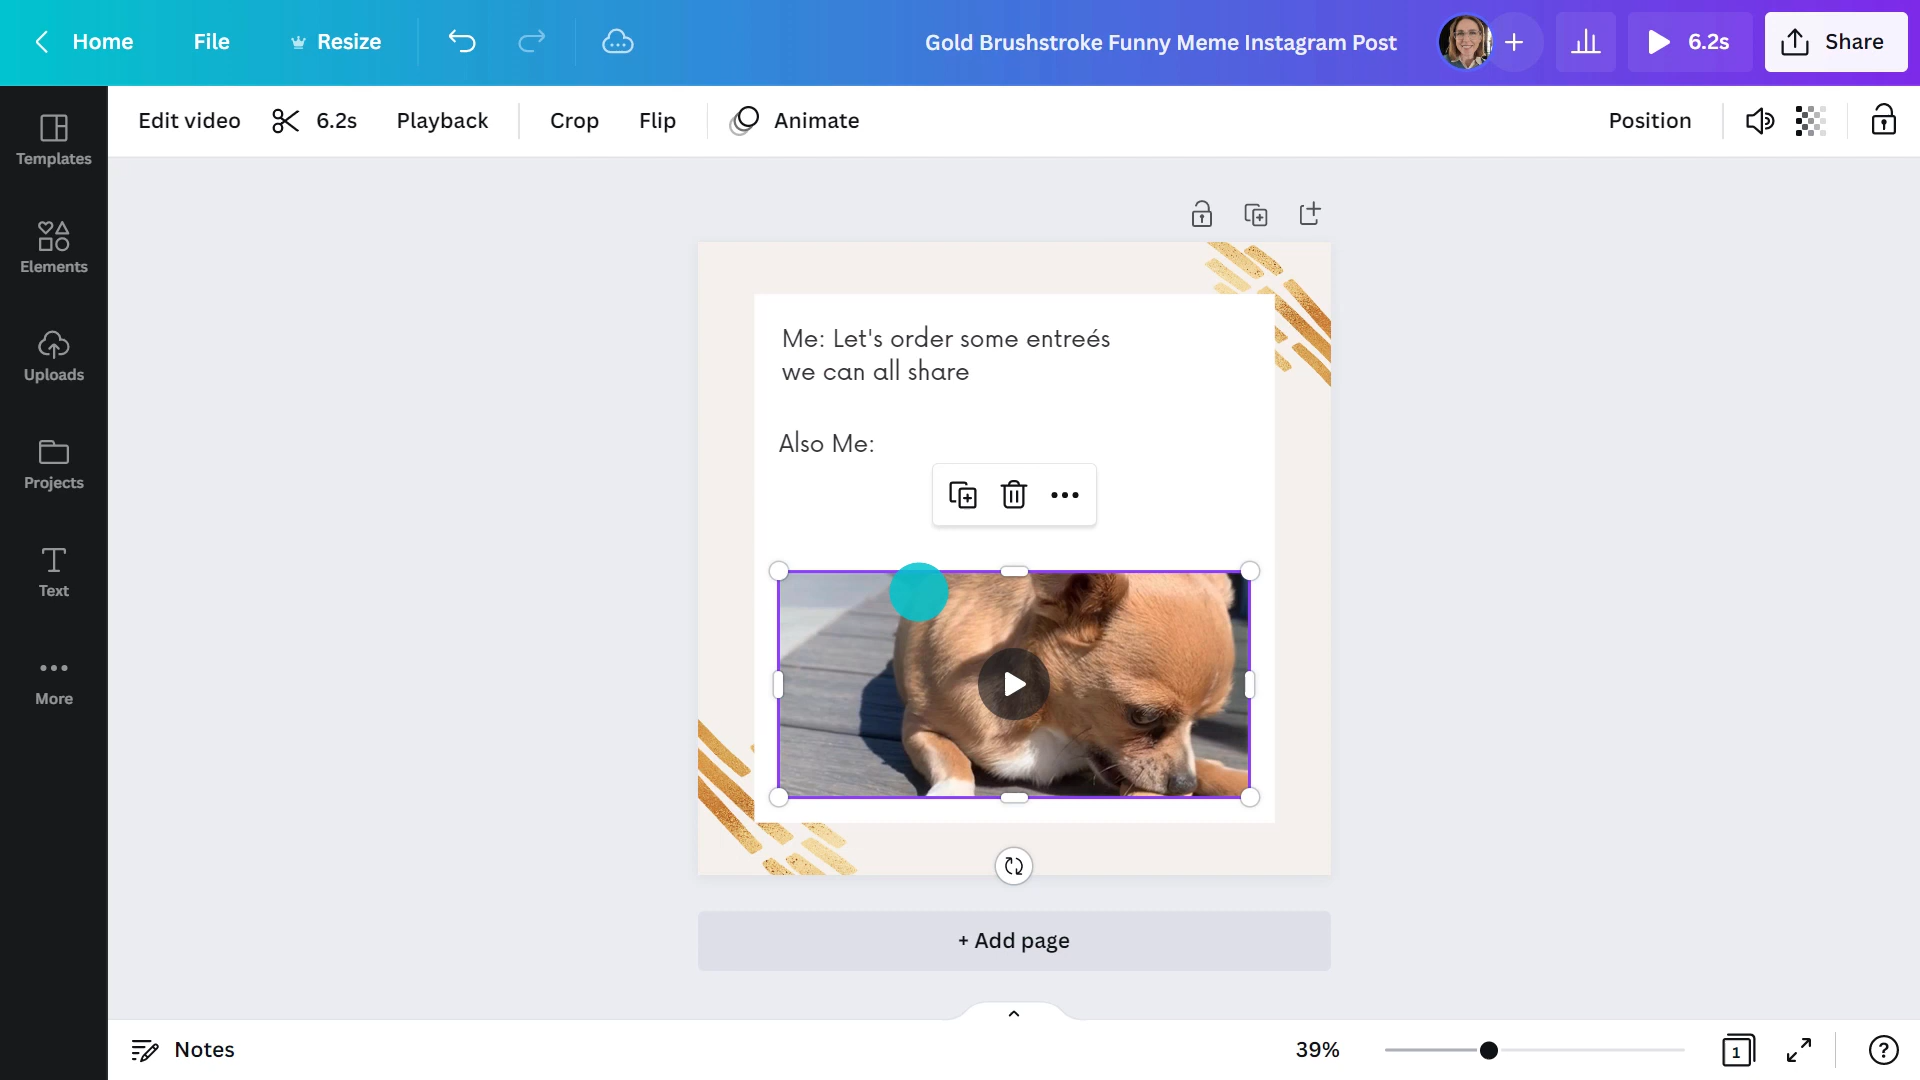 Home
File
Resize
Gold Brushstroke Funny Meme Instagram Post
6.2s
Share
Edit video
6.2s
Playback
Crop
Flip
Animate
Position
Templates
Elements
Uploads
Projects
Text
More
Me: Let's order some entreés
we can all share
Also Me:
+ Add page
Notes
39%
1
?